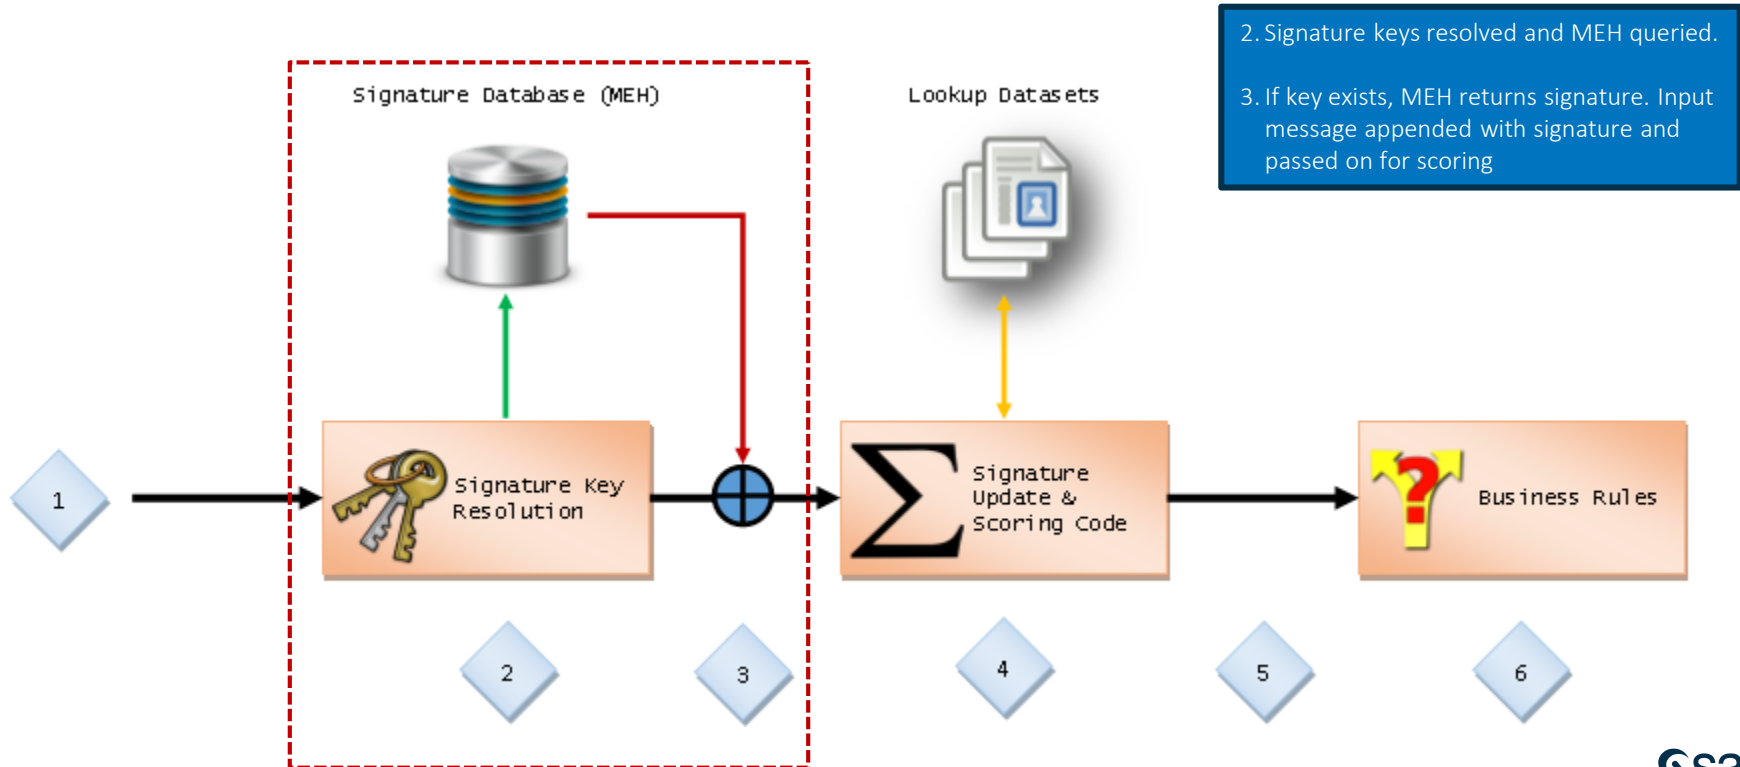 2. Signature keys resolved and MEH queried.
3. If key exists, MEH returns signature. Input
message appended with signature and
passed on for scoring
Signature Database (MEH)
Lookup Datasets
1
Signature Key
Resolution
Signature
Update &
Scoring Code
Business Rules
2
3
4
5
6